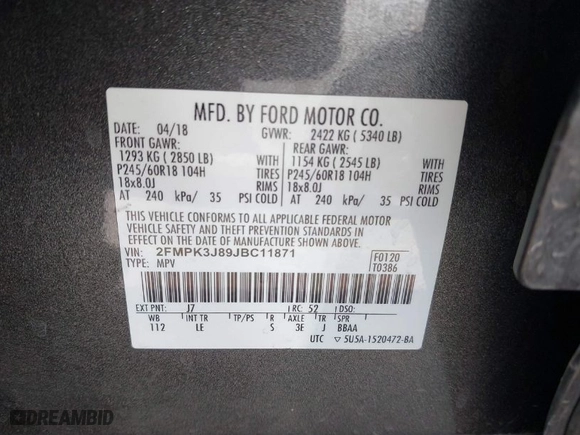 MFD. BY FORD MOTOR CO.
DATE: 04/18 GVWR: 2422 KG ( 5340 LB)
FRONT GAWR: REAR GAWR:
1293 KG ( 2850 LB) WITH 1154 KG ( 2545 LB) WITH
P245/60R18 104H TIRES P245/60R18 104H TIRES
18x8.0J RIMS 18x8.0J RIMS
AT 240 kPa/ 35 PSI COLD AT 240 kPa/ 35 PSI COLD
THIS VEHICLE CONFORMS TO ALL APPLICABLE FEDERAL MOTOR
VEHICLE SAFETY AND THEFT PREVENTION STANDARDS IN
EFFECT ON THE DATE OF MANUFACTURE SHOWN ABOVE.
VIN: 2FMPK3J89JBC11871 F0120
TYPE: MPV T0386
EXT PNT: J7 RC: 52 DSO:
WB INT TR TP/PS R AXLE TR SPR
112 LE S 3E J BBAA
UTC ▽ 5U5A-1520472-BA
DREAMBID